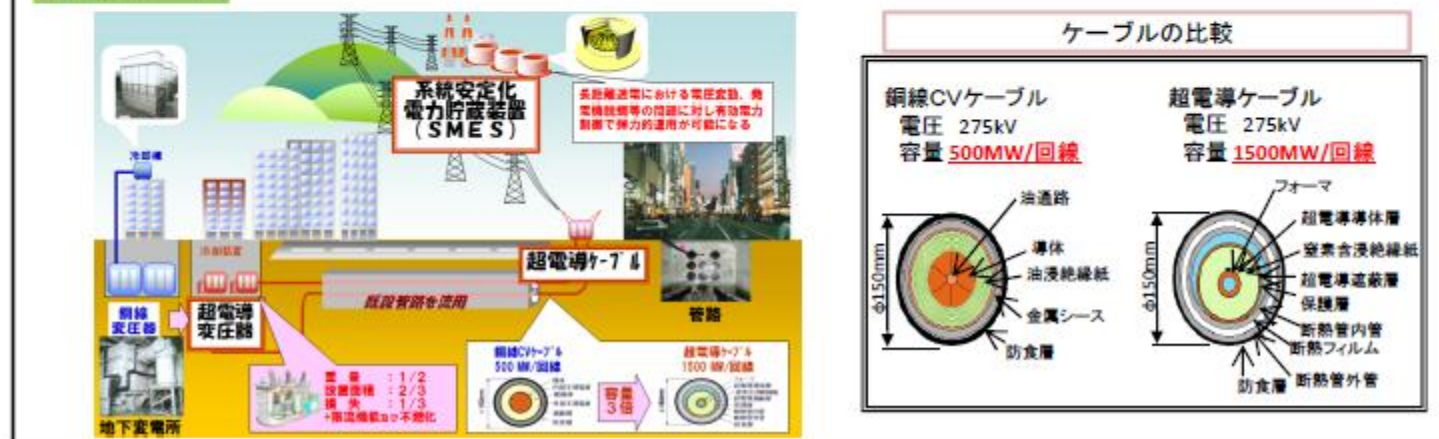 系統安定化
電力貯蔵装置
(SMES)
長距離送電における電圧変動、発
電機脱調等の問題に対し有効電力
制御で弾力的運用が可能になる
冷却塔
冷却装置
超電導ケーブル
既設管路を流用
管路
銅線
変圧器
超電導
変圧器
地下変電所
重量 :1/2
設置面積 :2/3
損失 :1/3
+限流機能及び不燃化
銅線CVケーブル
500 MW/回線
容量
3倍
超電導ケーブル
1500 MW/回線
ケーブルの比較
銅線CVケーブル
電圧 275kV
容量 500MW/回線
油通路
導体
油浸絶縁紙
金属シース
防食層
Φ150mm
超電導ケーブル
電圧 275kV
容量 1500MW/回線
フォーマ
超電導導体層
窒素含浸絶縁紙
超電導遮蔽層
保護層
断熱管内管
断熱フィルム
断熱管外管
防食層
Φ150mm